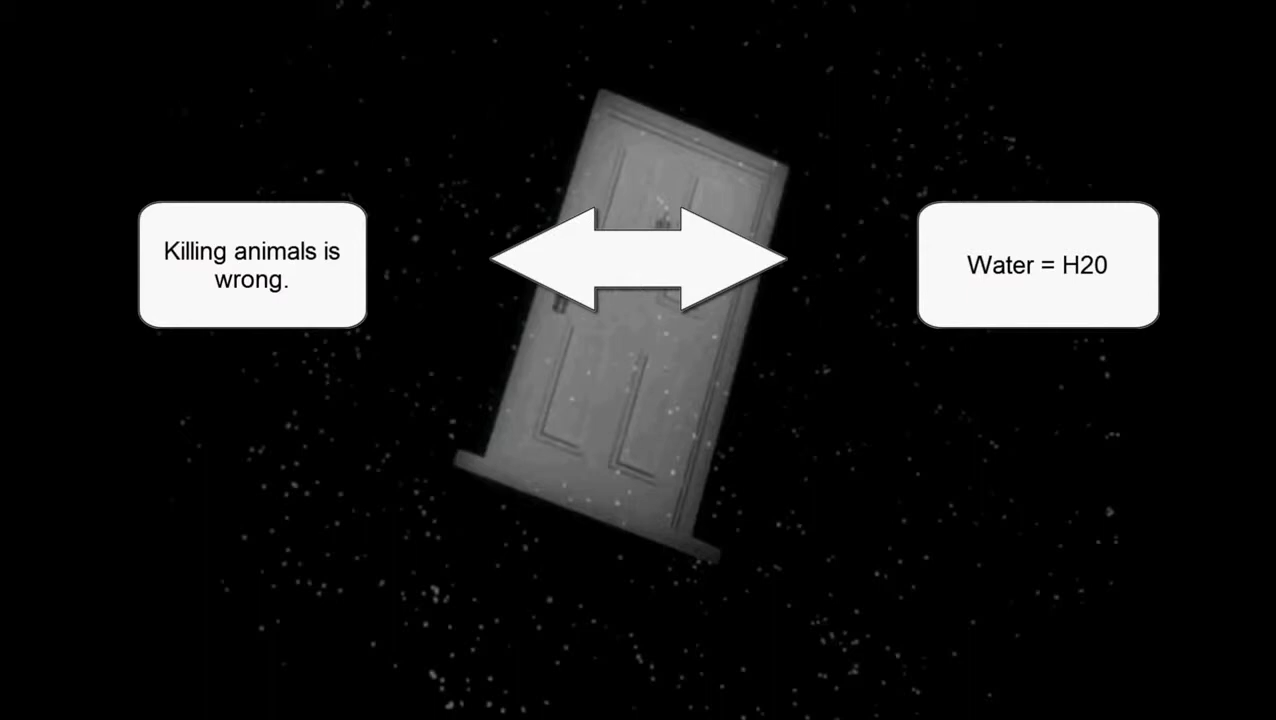 Killing animals is
wrong.
Water = H20